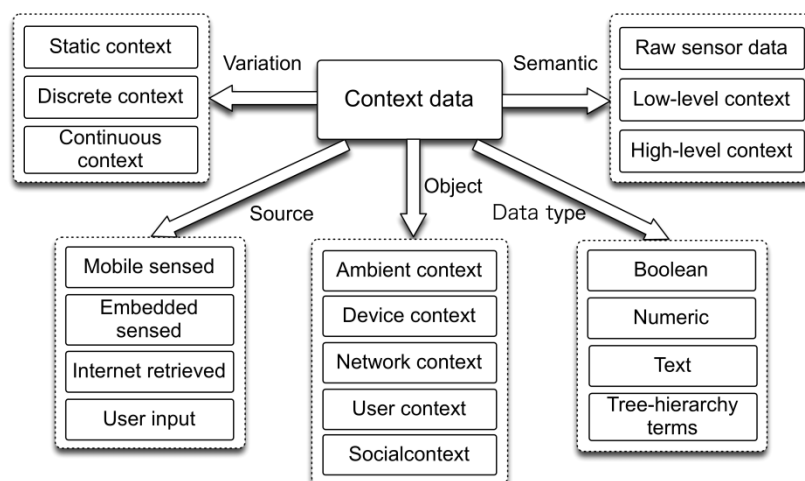 Static context
Discrete context
Continuous
context
Variation
Context data
Semantic
Raw sensor data
Low-level context
High-level context
Source
Object
Data type
Mobile sensed
Embedded
sensed
Internet retrieved
User input
Ambient context
Device context
Network context
User context
Socialcontext
Boolean
Numeric
Text
Tree-hierarchy
terms